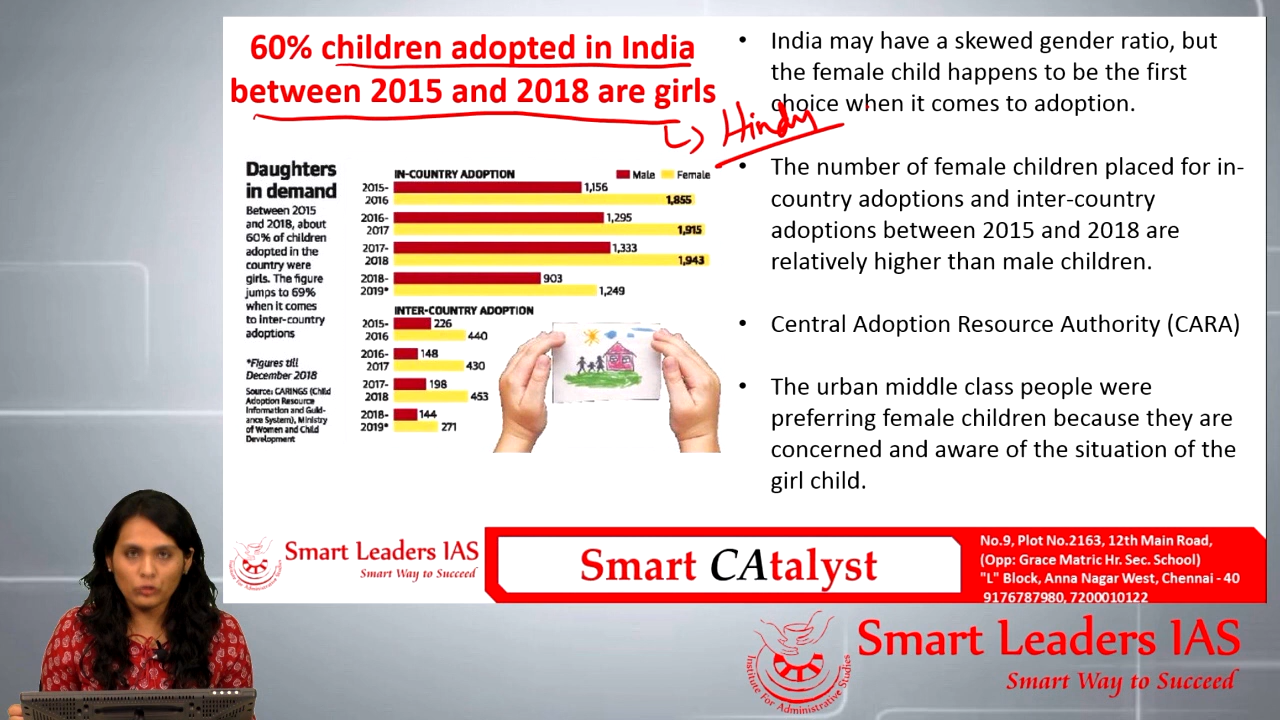 60% children adopted in India
between 2015 and 2018 are girls
Hindu
Daughters
in demand
Between 2015
and 2018, about
60% of children
adopted in the
country were
girls. The figure
jumps to 69%
when it comes
to inter-country
adoptions
*Figures till
December 2018
Source: CARINGS (Child
Adoption Resource
Information and Guid-
ance System), Ministry
of Women and Child
Development
IN-COUNTRY ADOPTION
Male Female
2015-
2016
1,156
1,855
2016-
2017
1,295
1,915
2017-
2018
1,333
1,943
2018-
2019*
903
1,249
INTER-COUNTRY ADOPTION
2015-
2016
226
440
2016-
2017
148
430
2017-
2018
198
453
2018-
2019*
144
271
• India may have a skewed gender ratio, but
the female child happens to be the first
choice when it comes to adoption.
• The number of female children placed for in-
country adoptions and inter-country
adoptions between 2015 and 2018 are
relatively higher than male children.
• Central Adoption Resource Authority (CARA)
• The urban middle class people were
preferring female children because they are
concerned and aware of the situation of the
girl child.
Smart Leaders IAS
Smart Way to Succeed
Smart CAtalyst
No.9, Plot No.2163, 12th Main Road,
(Opp: Grace Matric Hr. Sec. School)
"L" Block, Anna Nagar West, Chennai - 40
9176787980, 7200010122
Institute For Administrative Studies
Smart Leaders IAS
Smart Way to Succeed